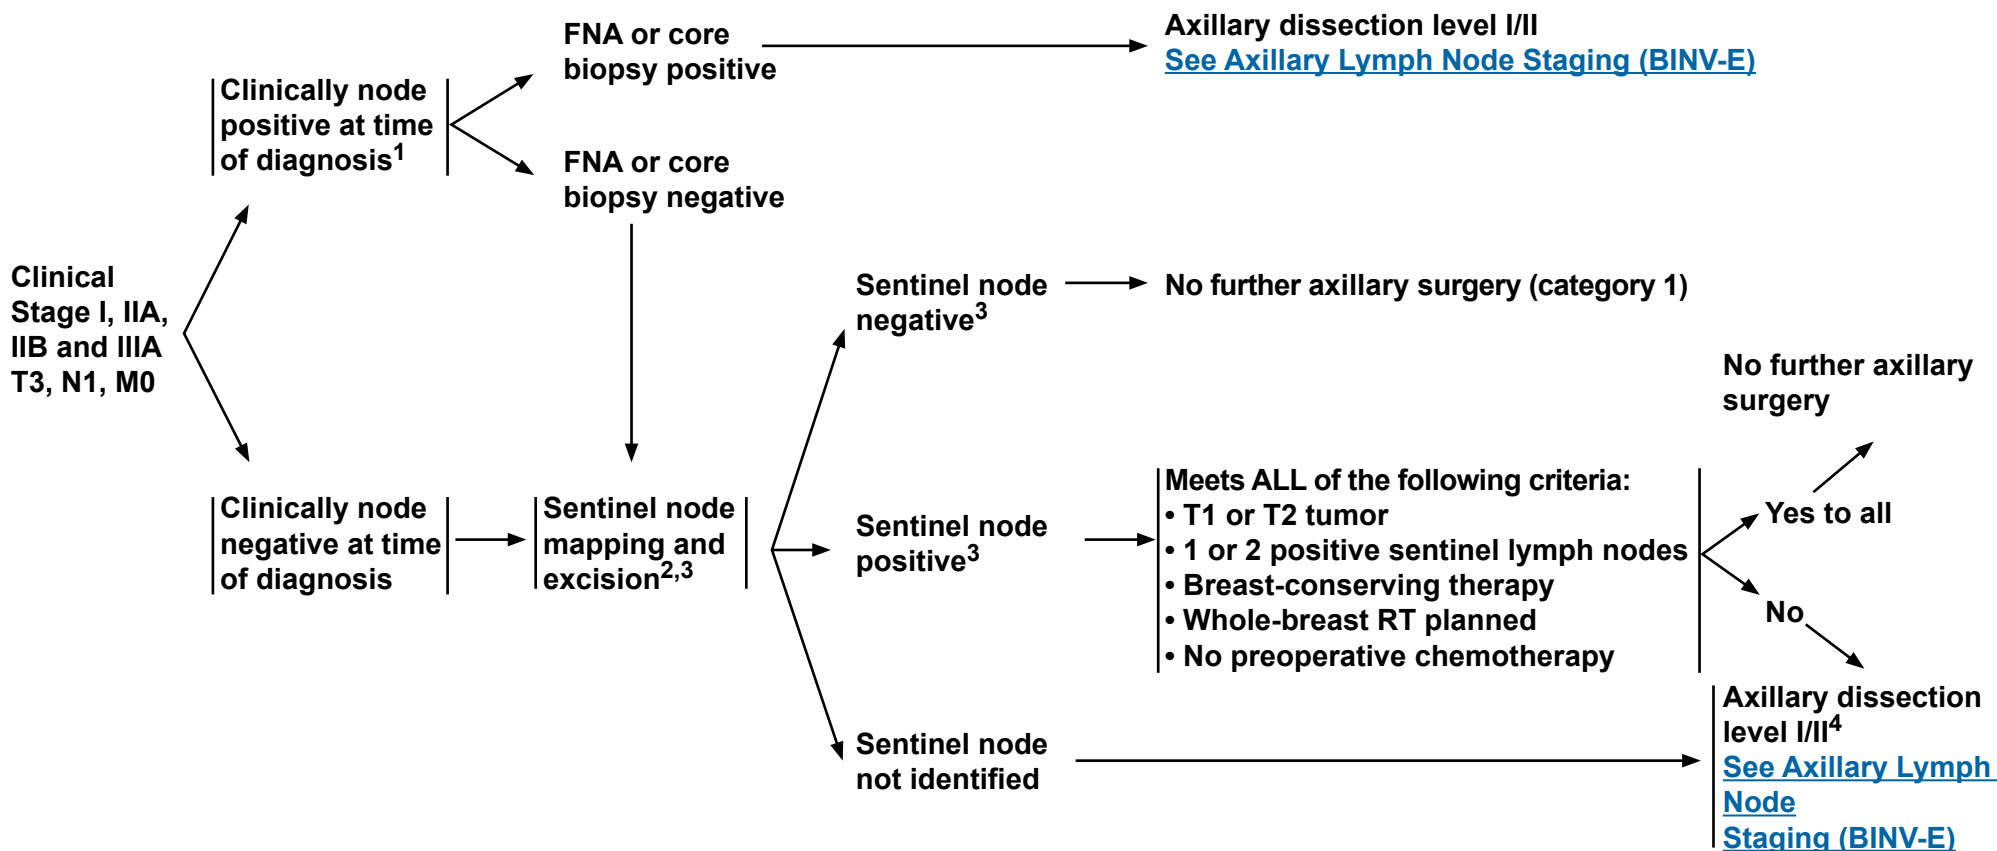 Clinical
Stage I, IIA,
IIB and IIIA
T3, N1, M0
Clinically node
positive at time
of diagnosis1
FNA or core
biopsy positive
Axillary dissection level I/II
See Axillary Lymph Node Staging (BINV-E)
FNA or core
biopsy negative
Clinically node
negative at time
of diagnosis
Sentinel node
mapping and
excision2,3
Sentinel node
negative3
No further axillary surgery (category 1)
Sentinel node
positive3
Meets ALL of the following criteria:
• T1 or T2 tumor
• 1 or 2 positive sentinel lymph nodes
• Breast-conserving therapy
• Whole-breast RT planned
• No preoperative chemotherapy
Yes to all
No further axillary
surgery
No
Sentinel node
not identified
Axillary dissection
level I/II4
See Axillary Lymph
Node
Staging (BINV-E)